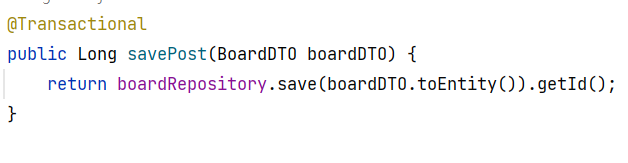 @Transactional
public Long savePost(BoardDTO boardDTO) {
    return boardRepository.save(boardDTO.toEntity()).getId();
}